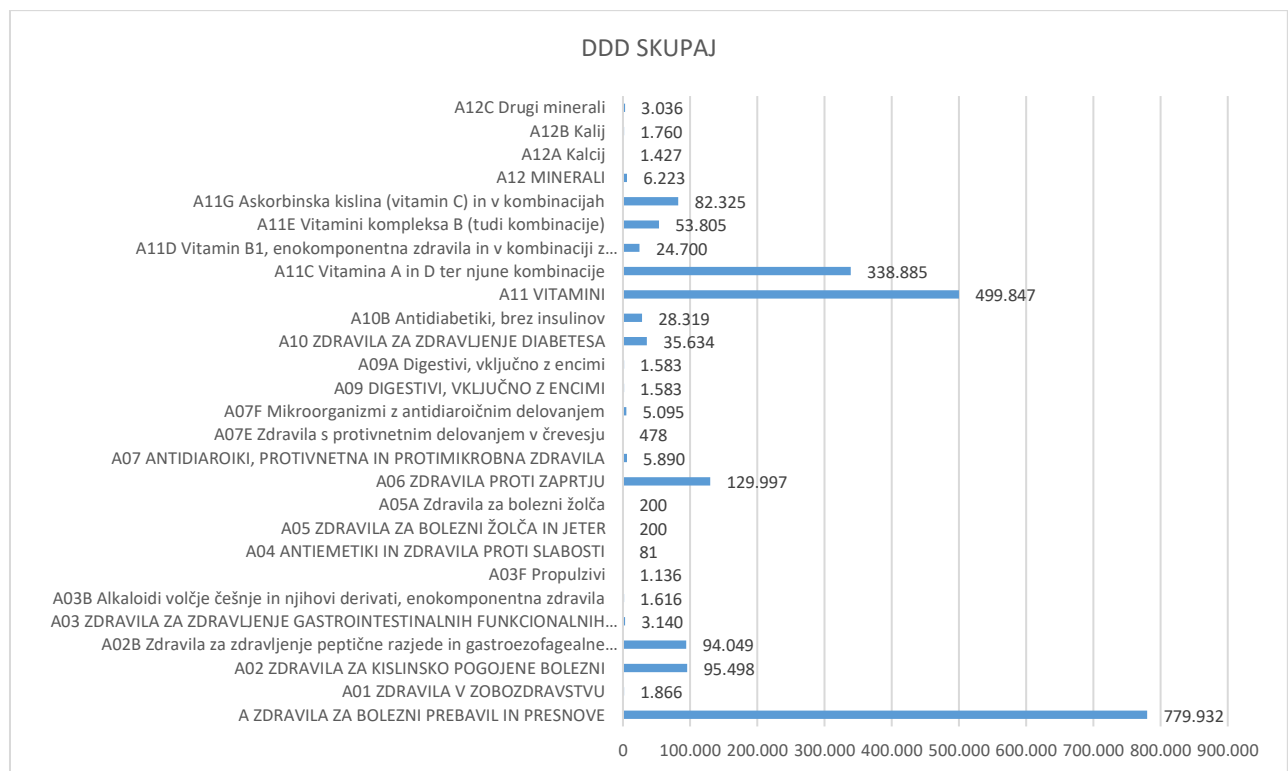 DDD SKUPAJ
A12C Drugi minerali 3.036
A12B Kalij 1.760
A12A Kalcij 1.427
A12 MINERALI 6.223
A11G Askorbinska kislina (vitamin C) in v kombinacijah 82.325
A11E Vitamini kompleksa B (tudi kombinacije) 53.805
A11D Vitamin B1, enokomponentna zdravila in v kombinaciji z… 24.700
A11C Vitamina A in D ter njune kombinacije 338.885
A11 VITAMINI 499.847
A10B Antidiabetiki, brez insulinov 28.319
A10 ZDRAVILA ZA ZDRAVLJENJE DIABETESA 35.634
A09A Digestivi, vključno z encimi 1.583
A09 DIGESTIVI, VKLJUČNO Z ENCIMI 1.583
A07F Mikroorganizmi z antidiaroičnim delovanjem 5.095
A07E Zdravila s protivnetnim delovanjem v črevesju 478
A07 ANTIDIAROIKI, PROTIVNETNA IN PROTIMIKROBNA ZDRAVILA 5.890
A06 ZDRAVILA PROTI ZAPRTJU 129.997
A05A Zdravila za bolezni žolča 200
A05 ZDRAVILA ZA BOLEZNI ŽOLČA IN JETER 200
A04 ANTIEMETIKI IN ZDRAVILA PROTI SLABOSTI 81
A03F Propulzivi 1.136
A03B Alkaloidi volčje češnje in njihovi derivati, enokomponentna zdravila 1.616
A03 ZDRAVILA ZA ZDRAVLJENJE GASTROINTESTINALNIH FUNKCIONALNIH… 3.140
A02B Zdravila za zdravljenje peptične razjede in gastroezofagealne… 94.049
A02 ZDRAVILA ZA KISLINSKO POGOJENE BOLEZNI 95.498
A01 ZDRAVILA V ZOBOZDRAVSTVU 1.866
A ZDRAVILA ZA BOLEZNI PREBAVIL IN PRESNOVE 779.932
0 100.000 200.000 300.000 400.000 500.000 600.000 700.000 800.000 900.000